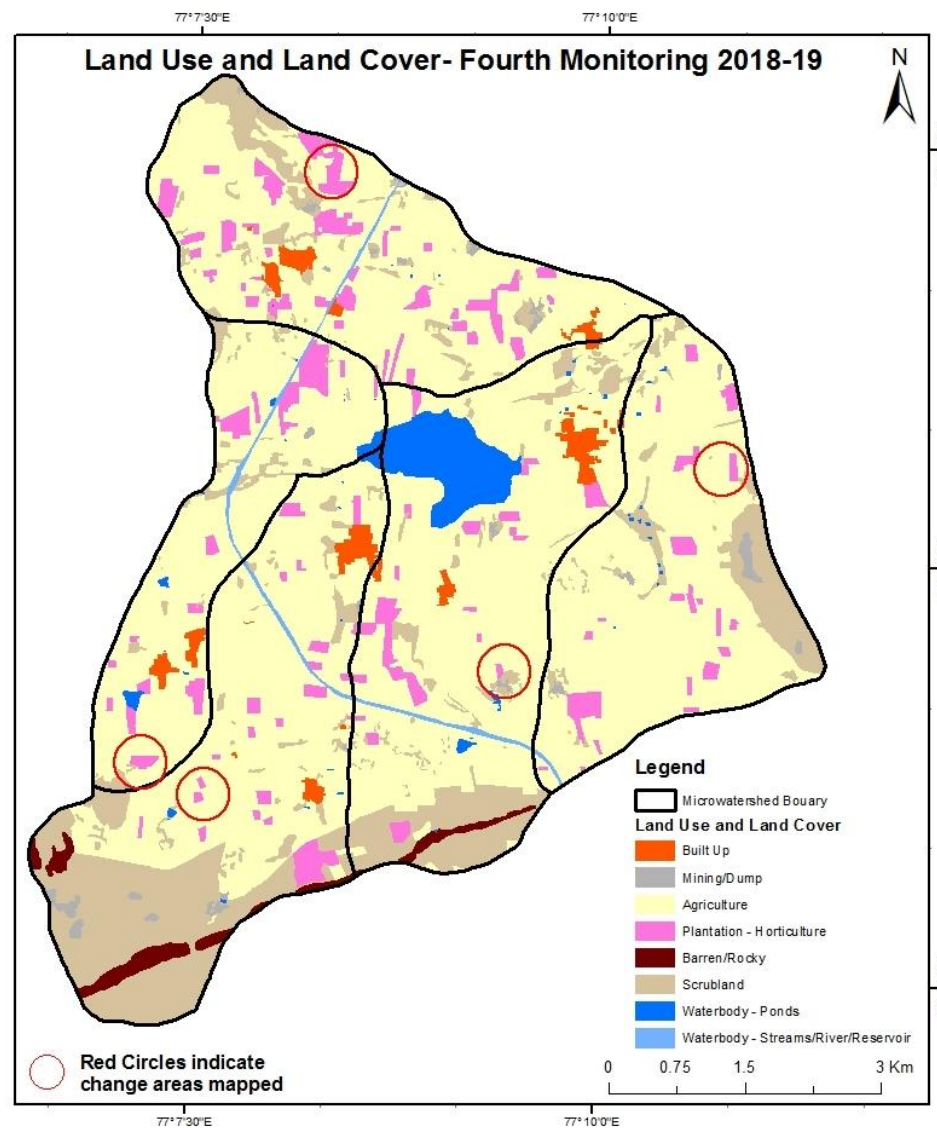 77°7'30"E
77°10'0"E
Land Use and Land Cover- Fourth Monitoring 2018-19
N
Legend
Microwatershed Bouary
Land Use and Land Cover
Built Up
Mining/Dump
Agriculture
Plantation - Horticulture
Barren/Rocky
Scrubland
Waterbody - Ponds
Waterbody - Streams/River/Reservoir
Red Circles indicate
change areas mapped
0 0.75 1.5 3 Km
77°7'30"E
77°10'0"E